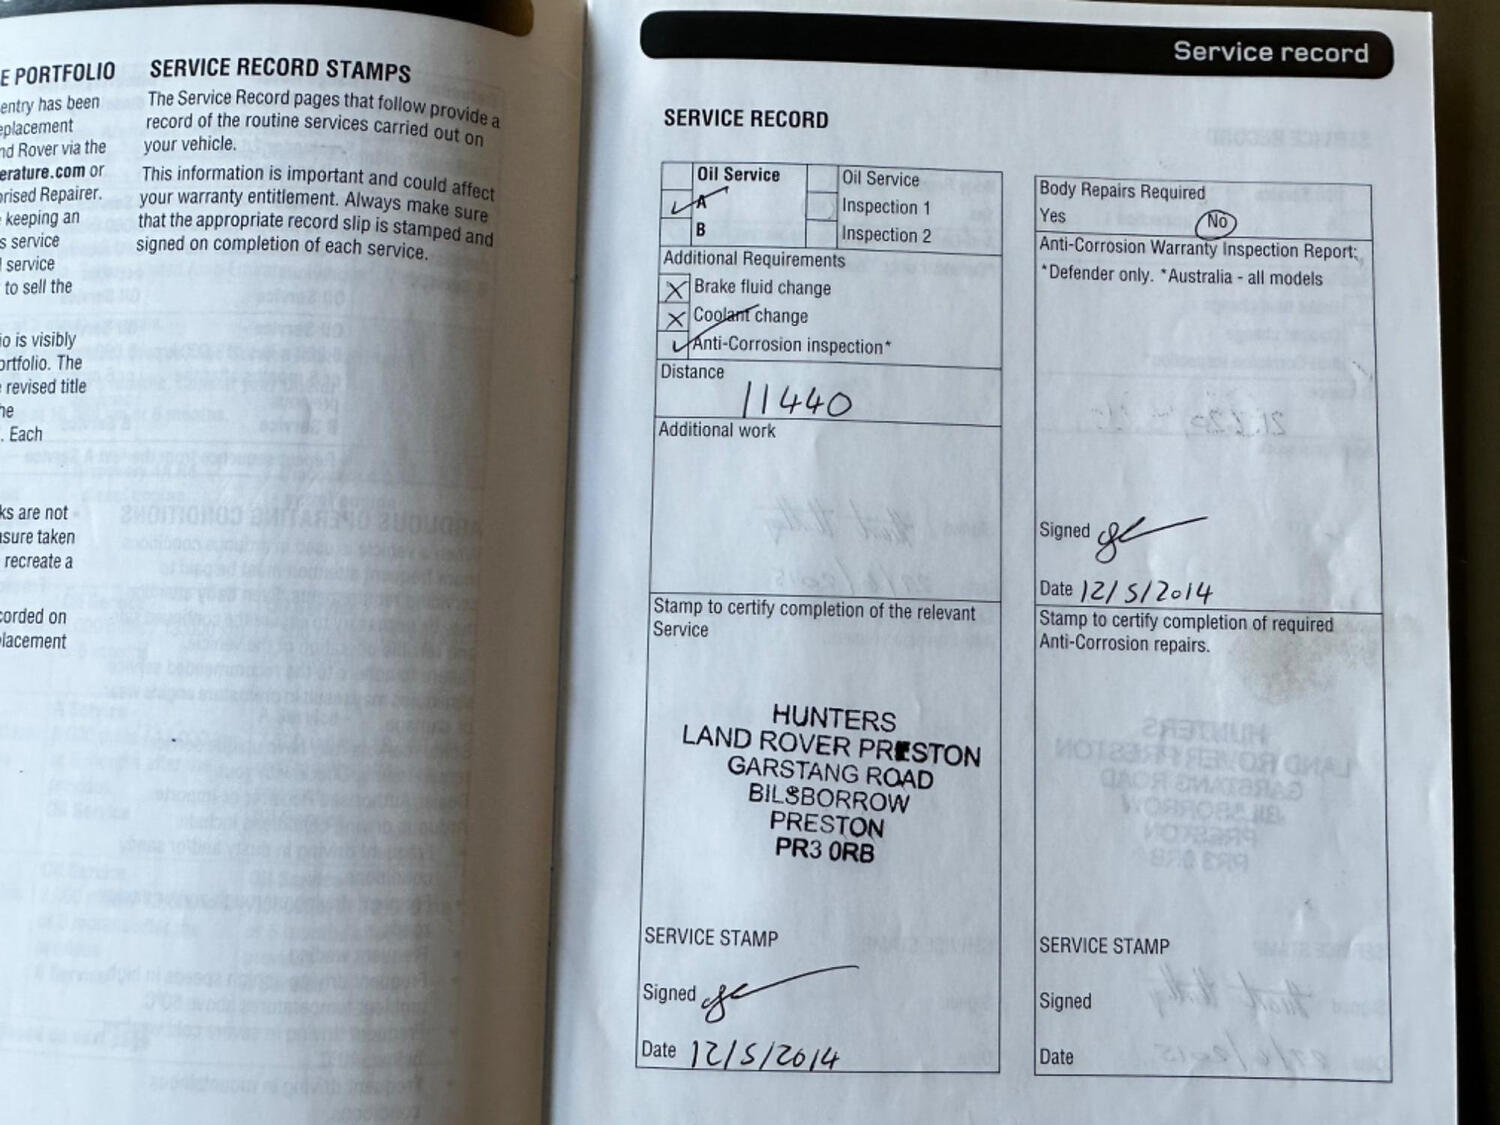 E PORTFOLIO
entry has been
eplacement
nd Rover via the
erature.com or
orised Repairer.
keeping an
s service
l service
to sell the
io is visibly
ortfolio. The
revised title
he
. Each
ks are not
asure taken
recreate a
corded on
placement
SERVICE RECORD STAMPS
The Service Record pages that follow provide a
record of the routine services carried out on
your vehicle.
This information is important and could affect
your warranty entitlement. Always make sure
that the appropriate record slip is stamped and
signed on completion of each service.
Service record
SERVICE RECORD
Oil Service
A
B
Oil Service
Inspection 1
Inspection 2
Additional Requirements
Brake fluid change
Coolant change
Anti-Corrosion inspection*
Distance
11440
Additional work
Stamp to certify completion of the relevant
Service
HUNTERS
LAND ROVER PRESTON
GARSTANG ROAD
BILSBORROW
PRESTON
PR3 0RB
SERVICE STAMP
Signed
Date 12/5/2014
Body Repairs Required
Yes No
Anti-Corrosion Warranty Inspection Report:
*Defender only. *Australia - all models
Signed
Date 12/5/2014
Stamp to certify completion of required
Anti-Corrosion repairs.
SERVICE STAMP
Signed
Date